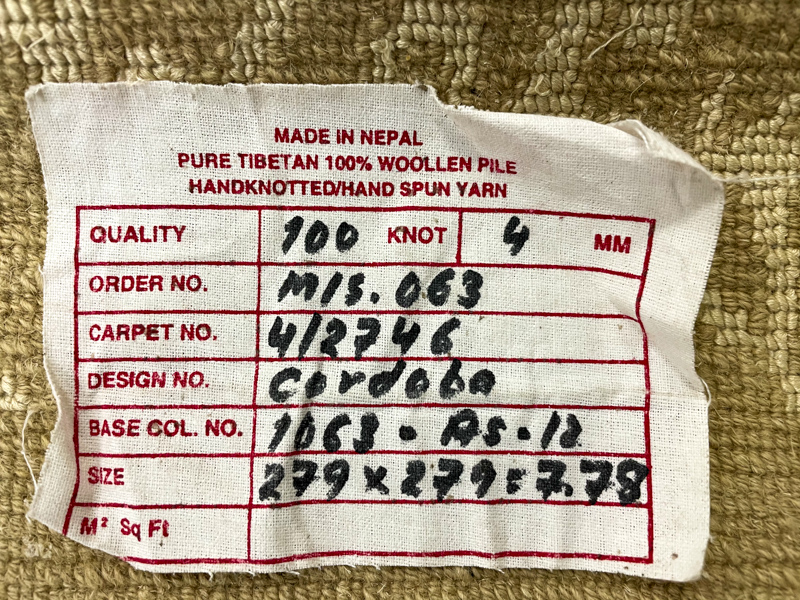 MADE IN NEPAL
PURE TIBETAN 100% WOOLLEN PILE
HANDKNOTTED/HAND SPUN YARN
QUALITY 100 KNOT 4 MM
ORDER NO. M/s. 063
CARPET NO. 4/2746
DESIGN NO. Cordoba
BASE COL. NO. 1063 - AS-12
SIZE 279 x 279 = 7.78
M² Sq Ft